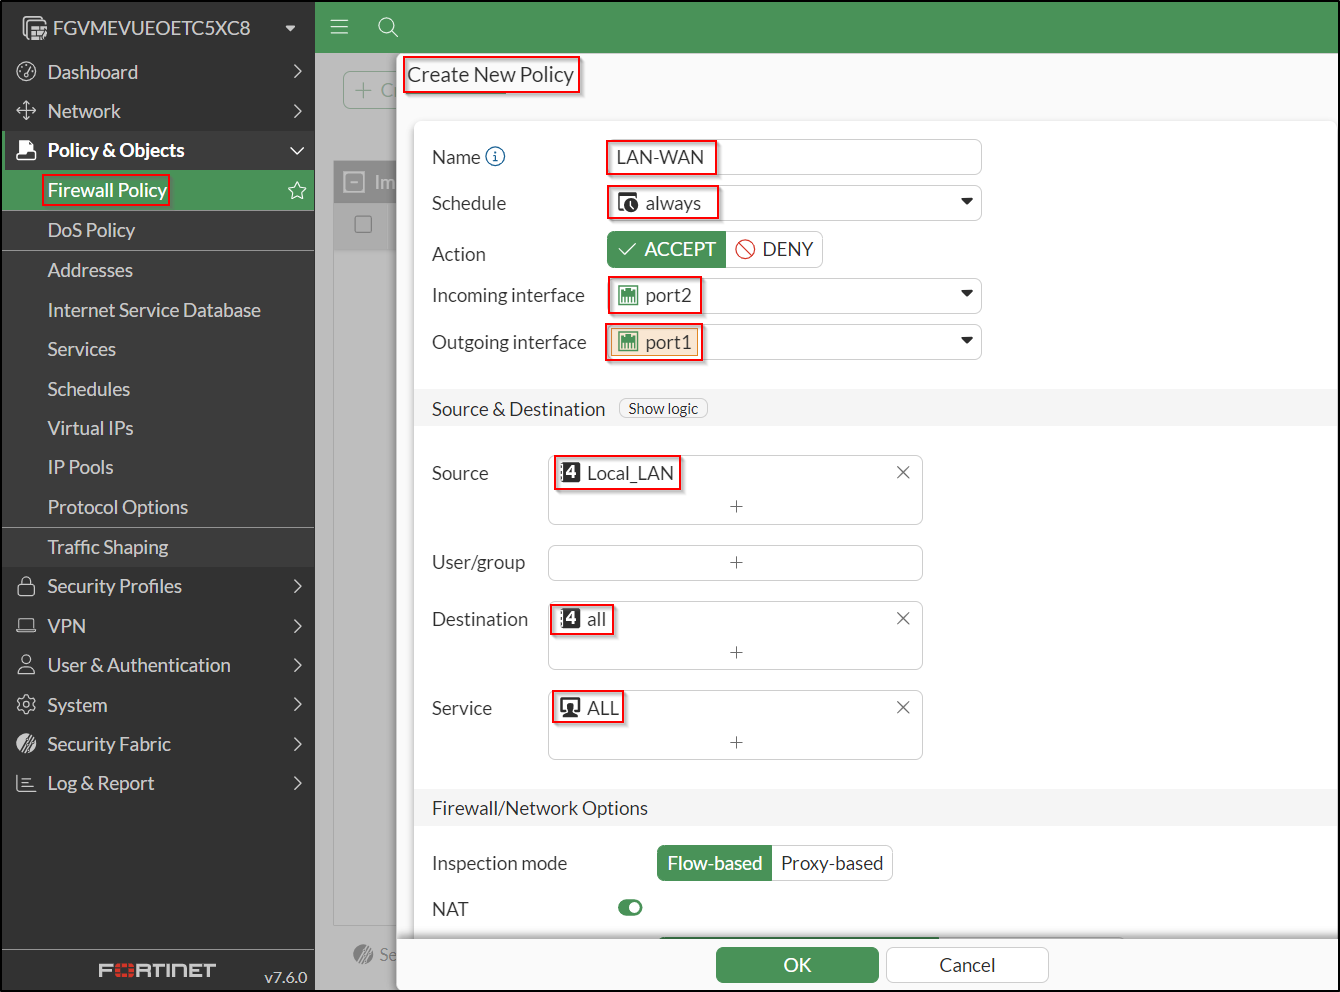 FGVMEVUEOETC5XC8
Dashboard
Network
Policy & Objects
Firewall Policy
DoS Policy
Addresses
Internet Service Database
Services
Schedules
Virtual IPs
IP Pools
Protocol Options
Traffic Shaping
Security Profiles
VPN
User & Authentication
System
Security Fabric
Log & Report
FORTINET v7.6.0
Create New Policy
Name LAN-WAN
Schedule always
Action ACCEPT DENY
Incoming interface port2
Outgoing interface port1
Source & Destination Show logic
Source 4 Local_LAN
User/group
Destination 4 all
Service ALL
Firewall/Network Options
Inspection mode Flow-based Proxy-based
NAT
OK Cancel